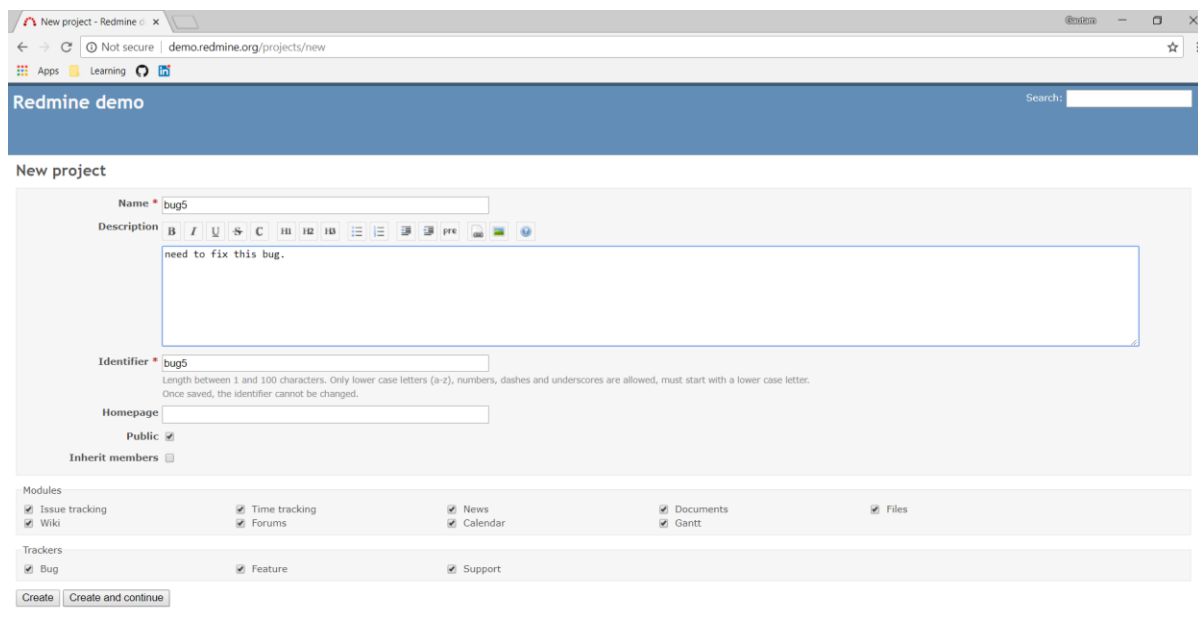 New project - Redmine d
Not secure | demo.redmine.org/projects/new
Apps Learning
Redmine demo
Search:
New project
Name * bug5
Description B I U S C H1 H2 H3 pre
need to fix this bug.
Identifier * bug5
Length between 1 and 100 characters. Only lower case letters (a-z), numbers, dashes and underscores are allowed, must start with a lower case letter.
Once saved, the identifier cannot be changed.
Homepage
Public
Inherit members
Modules
Issue tracking Time tracking News Documents Files
Wiki Forums Calendar Gantt
Trackers
Bug Feature Support
Create Create and continue